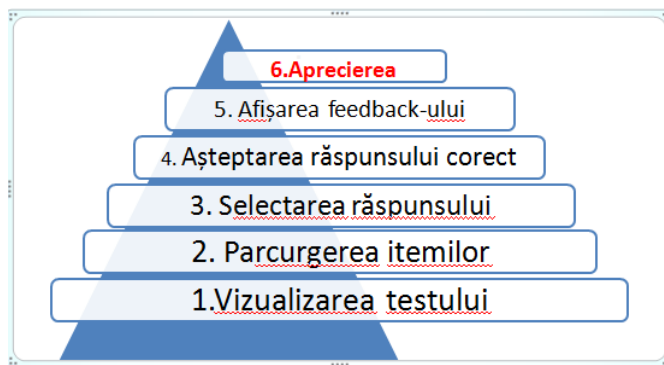 6.Aprecierea
5. Afișarea feedback-ului
4. Așteptarea răspunsului corect
3. Selectarea răspunsului
2. Parcurgerea itemilor
1.Vizualizarea testului